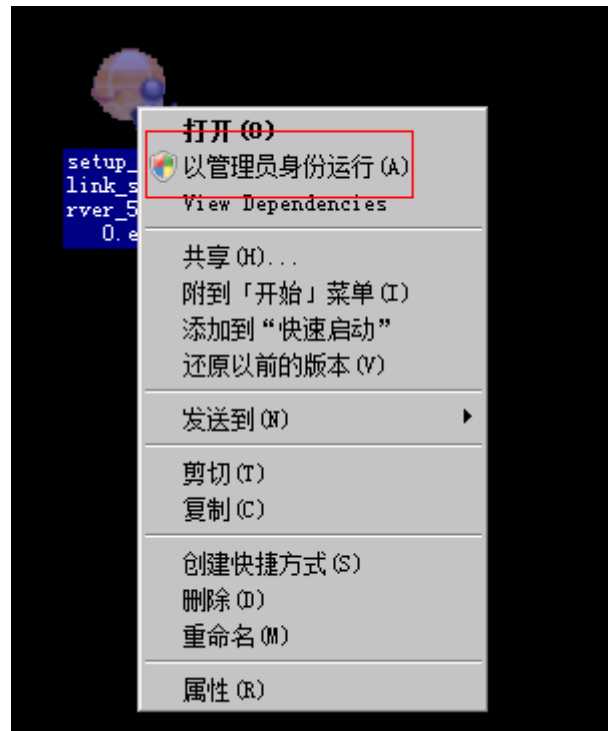 setup_
link_s
rver_5
0.e
打开(O)
以管理员身份运行(A)
View Dependencies
共享(H)...
附到「开始」菜单(I)
添加到“快速启动”
还原以前的版本(V)
发送到(N)
剪切(T)
复制(C)
创建快捷方式(S)
删除(D)
重命名(M)
属性(R)